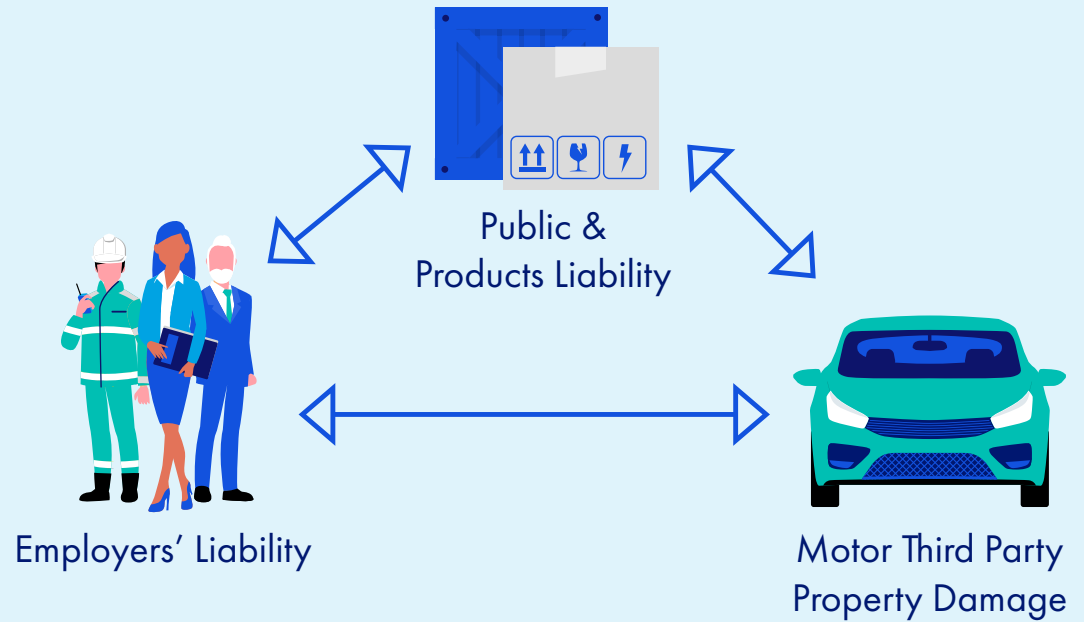 Public &
Products Liability
Employers’ Liability
Motor Third Party
Property Damage